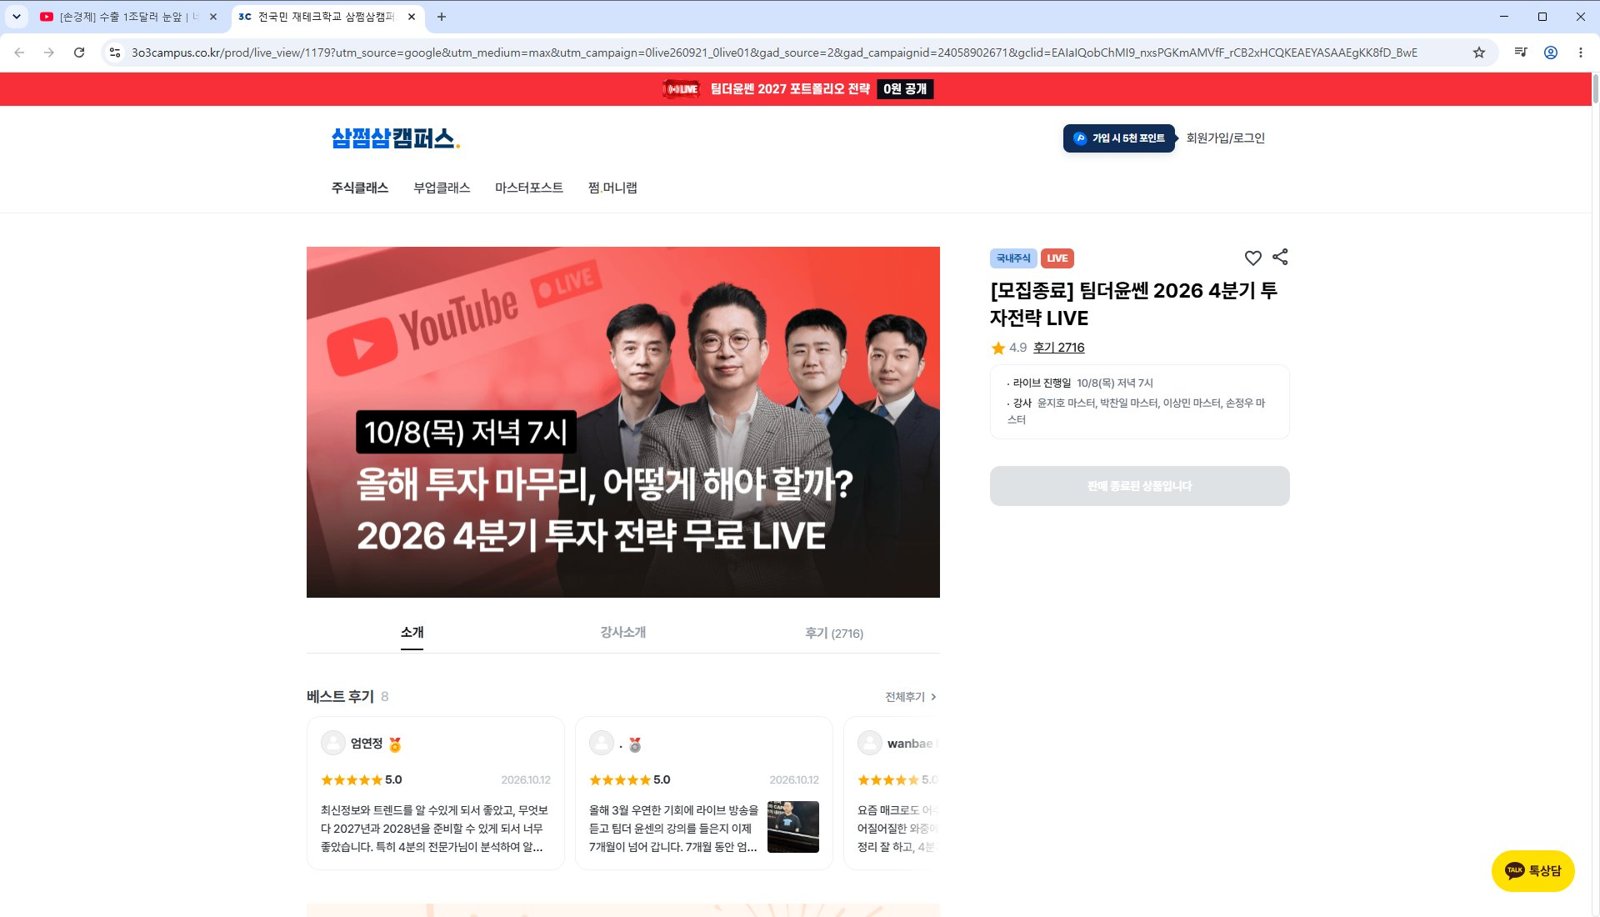 [손경제] 수출 1조달러 눈앞 |
전국민 재테크학교 삼쩜삼캠퍼
3o3campus.co.kr/prod/live_view/1179?utm_source=google&utm_medium=max&utm_campaign=0live260921_0live01&gad_source=2&gad_campaignid=24058902671&gclid=EAIaIQobChMI9_nxsPGKmAMVfF_rCB2xHCQKEAEYASAAEgKK8fD_BwE
LIVE 팀더윤쎈 2027 포트폴리오 전략 0원 공개
삼쩜삼캠퍼스.
가입 시 5천 포인트 회원가입/로그인
주식클래스 부업클래스 마스터포스트 쩜.머니랩
YouTube LIVE
10/8(목) 저녁 7시
올해 투자 마무리, 어떻게 해야 할까?
2026 4분기 투자 전략 무료 LIVE
국내주식 LIVE
[모집종료] 팀더윤쎈 2026 4분기 투
자전략 LIVE
4.9 후기 2716
· 라이브 진행일 10/8(목) 저녁 7시
· 강사 윤지호 마스터, 박찬일 마스터, 이상민 마스터, 손정우 마
스터
판매 종료된 상품입니다
소개 강사소개 후기 (2716)
베스트 후기 8 전체후기
엄연정
5.0 2026.10.12
최신정보와 트렌드를 알 수있게 되서 좋았고, 무엇보
다 2027년과 2028년을 준비할 수 있게 되서 너무
좋았습니다. 특히 4분의 전문가님이 분석하여 알...
.
5.0 2026.10.12
올해 3월 우연한 기회에 라이브 방송을
듣고 팀더 윤센의 강의를 들은지 이제
7개월이 넘어 갑니다. 7개월 동안 엄...
wanbae
5.0
요즘 매크로도
어질어질한 와중에
정리 잘 하고, 4분
TALK 톡상담